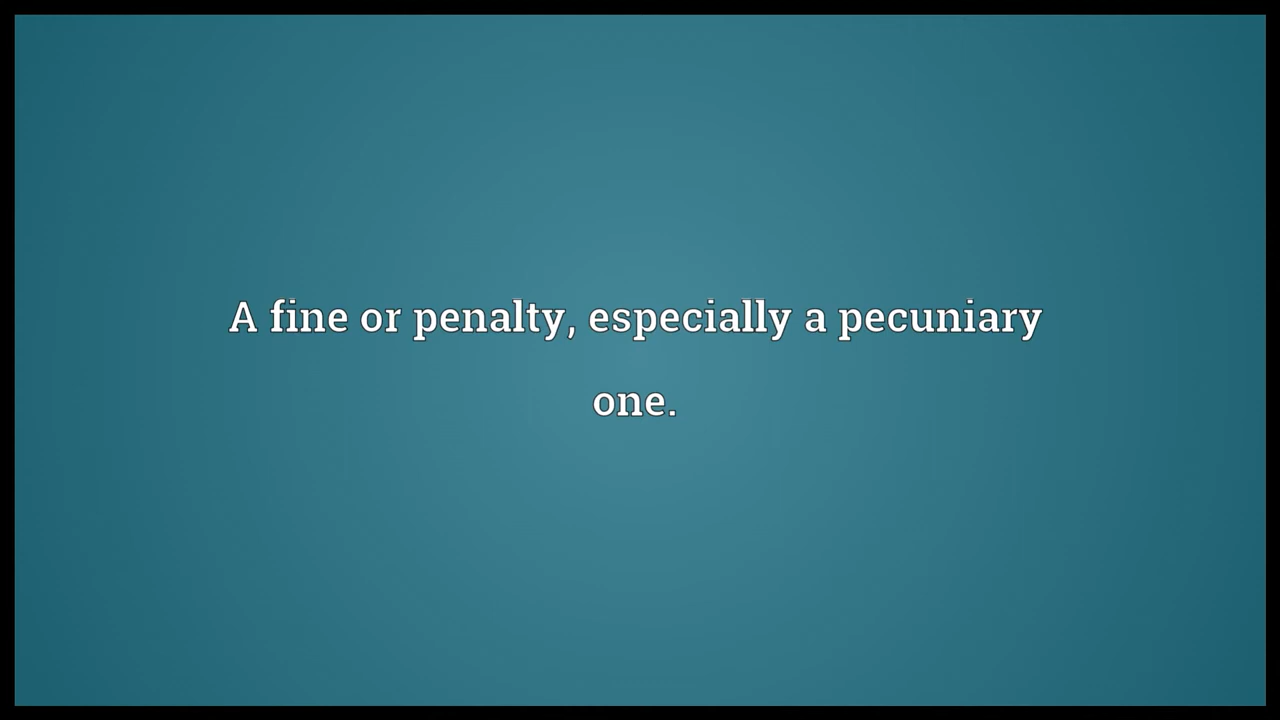 A fine or penalty, especially a pecuniary
one.